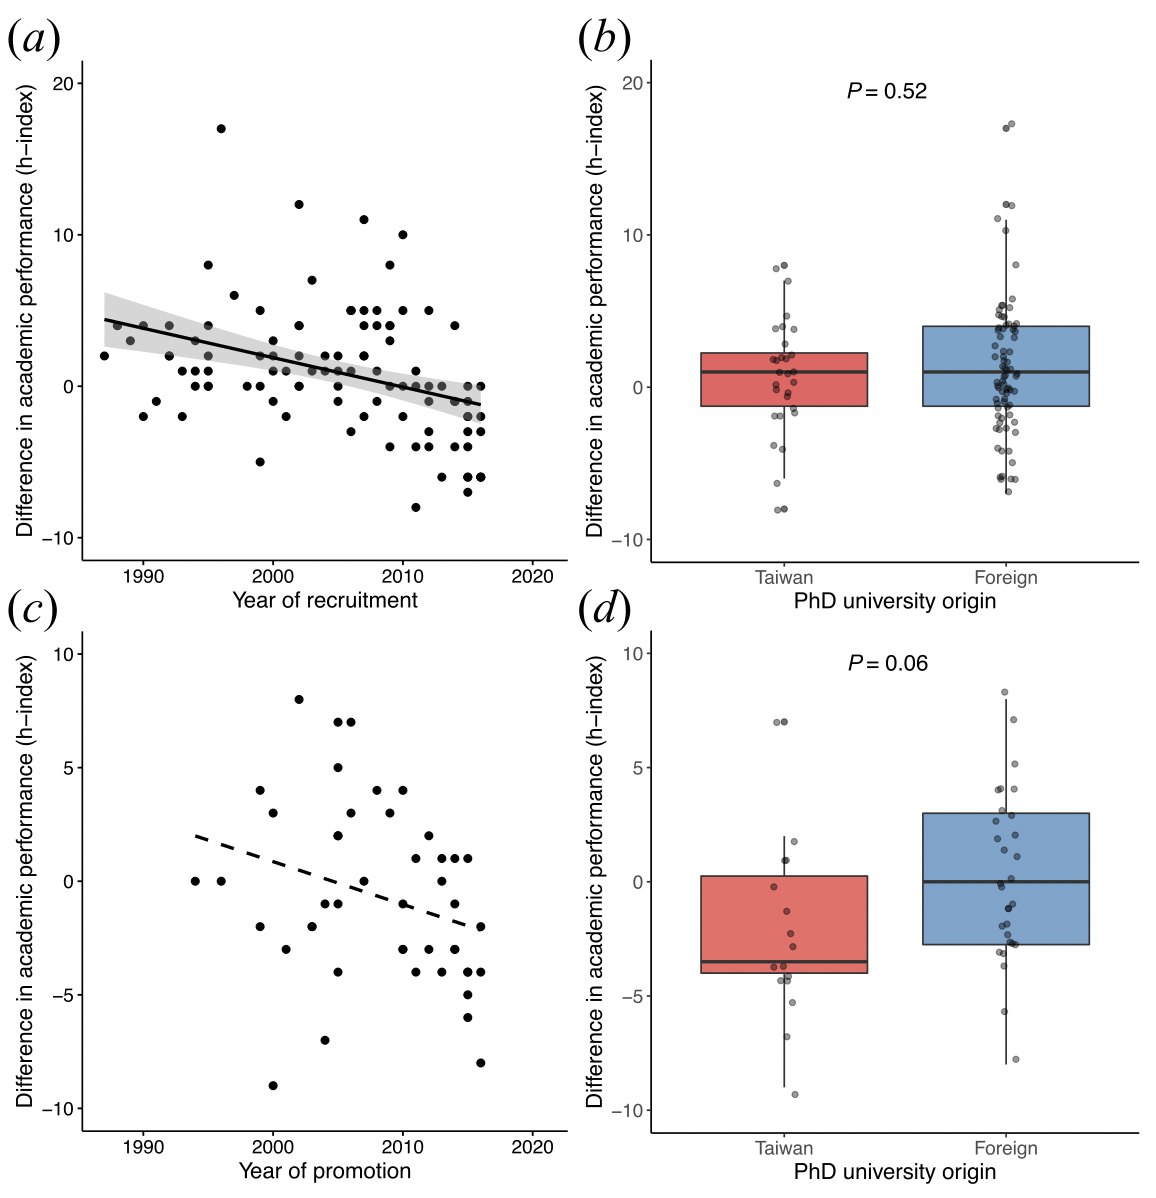 (a)
Difference in academic performance (h−index)
20
10
0
−10
1990 2000 2010 2020
Year of recruitment
(b)
Difference in academic performance (h−index)
P = 0.52
20
10
0
−10
Taiwan Foreign
PhD university origin
(c)
Difference in academic performance (h−index)
10
5
0
−5
−10
1990 2000 2010 2020
Year of promotion
(d)
Difference in academic performance (h−index)
P = 0.06
10
5
0
−5
−10
Taiwan Foreign
PhD university origin